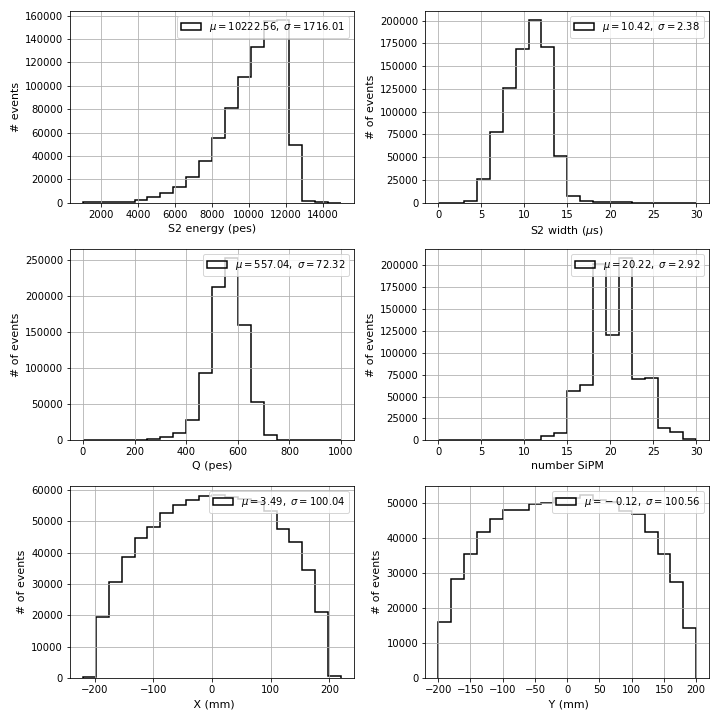 160000
140000
120000
100000
80000
60000
40000
20000
0
# events
μ = 10222.56, σ = 1716.01
2000 4000 6000 8000 10000 12000 14000
S2 energy (pes)
200000
175000
150000
125000
100000
75000
50000
25000
0
# of events
μ = 10.42, σ = 2.38
0 5 10 15 20 25 30
S2 width (μs)
250000
200000
150000
100000
50000
0
# of events
μ = 557.04, σ = 72.32
0 200 400 600 800 1000
Q (pes)
200000
175000
150000
125000
100000
75000
50000
25000
0
# of events
μ = 20.22, σ = 2.92
0 5 10 15 20 25 30
number SiPM
60000
50000
40000
30000
20000
10000
0
# of events
μ = 3.49, σ = 100.04
−200 −100 0 100 200
X (mm)
50000
40000
30000
20000
10000
0
# of events
μ = −0.12, σ = 100.56
−200 −150 −100 −50 0 50 100 150 200
Y (mm)